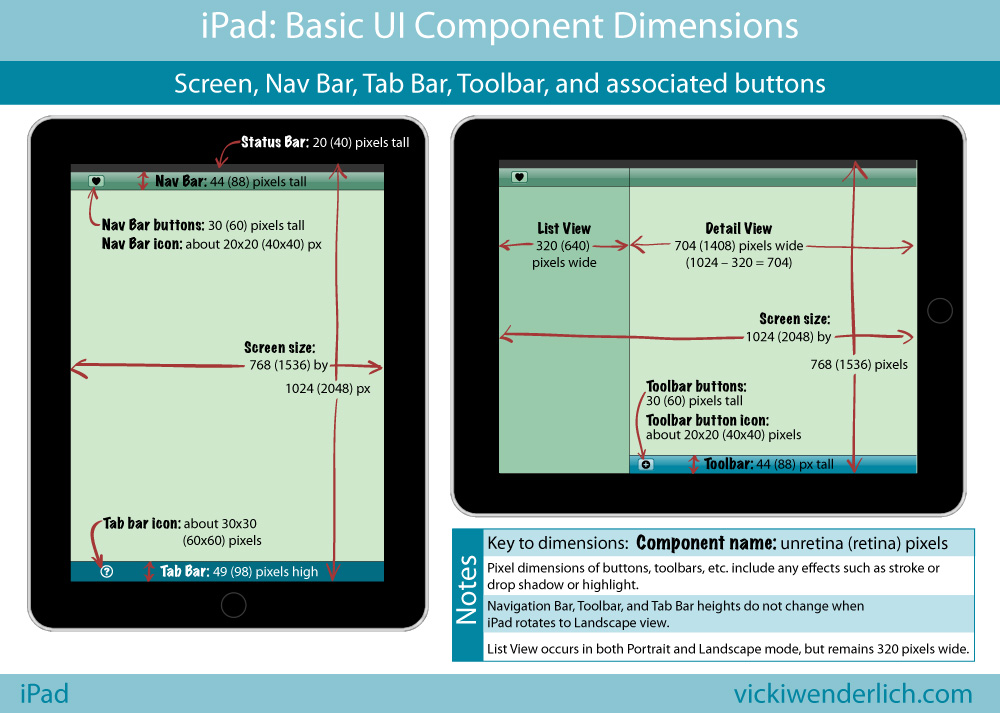 iPad: Basic UI Component Dimensions
Screen, Nav Bar, Tab Bar, Toolbar, and associated buttons
Status Bar: 20 (40) pixels tall
Nav Bar: 44 (88) pixels tall
Nav Bar buttons: 30 (60) pixels tall
Nav Bar icon: about 20x20 (40x40) px
Screen size:
768 (1536) by
1024 (2048) px
Tab bar icon: about 30x30
(60x60) pixels
?
Tab Bar: 49 (98) pixels high
List View
320 (640)
pixels wide
Detail View
704 (1408) pixels wide
(1024 – 320 = 704)
Screen size:
1024 (2048) by
768 (1536) pixels
Toolbar buttons:
30 (60) pixels tall
Toolbar button icon:
about 20x20 (40x40) pixels
Toolbar: 44 (88) px tall
Notes
Key to dimensions: Component name: unretina (retina) pixels
Pixel dimensions of buttons, toolbars, etc. include any effects such as stroke or
drop shadow or highlight.
Navigation Bar, Toolbar, and Tab Bar heights do not change when
iPad rotates to Landscape view.
List View occurs in both Portrait and Landscape mode, but remains 320 pixels wide.
iPad
vickiwenderlich.com